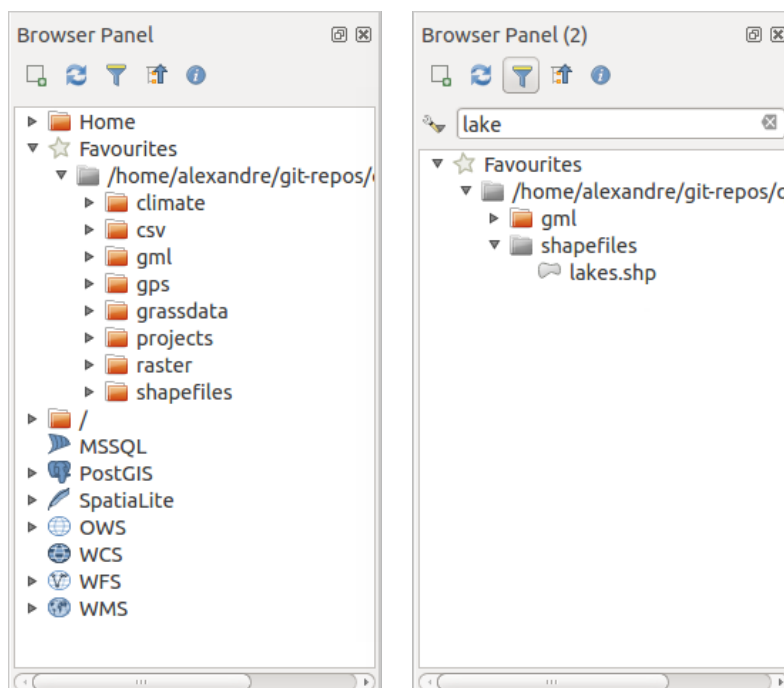 Browser Panel
Home
Favourites
/home/alexandre/git-repos/
climate
csv
gml
gps
grassdata
projects
raster
shapefiles
/
MSSQL
PostGIS
SpatiaLite
OWS
WCS
WFS
WMS
Browser Panel (2)
lake
Favourites
/home/alexandre/git-repos/
gml
shapefiles
lakes.shp